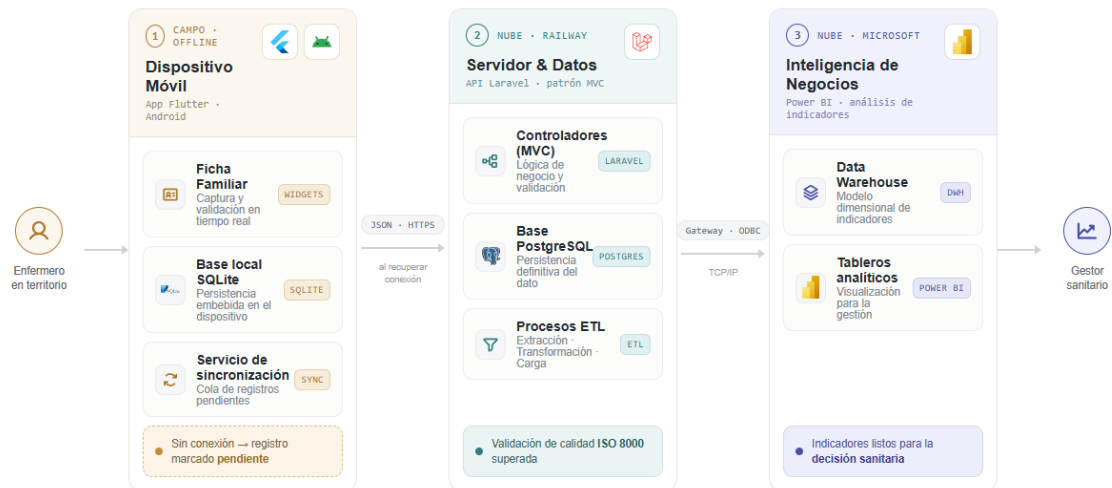 Enfermero
en territorio
1
CAMPO ·
OFFLINE
Dispositivo
Móvil
App Flutter ·
Android
Ficha
Familiar
Captura y
validación en
tiempo real
WIDGETS
Base local
SQLite
Persistencia
embebida en el
dispositivo
SQLITE
Servicio de
sincronización
Cola de registros
pendientes
SYNC
Sin conexión → registro
marcado pendiente
JSON · HTTPS
al recuperar
conexión
2
NUBE · RAILWAY
Servidor & Datos
API Laravel · patrón MVC
Controladores
(MVC)
Lógica de
negocio y
validación
LARAVEL
Base
PostgreSQL
Persistencia
definitiva del
dato
POSTGRES
Procesos ETL
Extracción ·
Transformación ·
Carga
ETL
Validación de calidad ISO 8000
superada
Gateway · ODBC
TCP/IP
3
NUBE · MICROSOFT
Inteligencia de
Negocios
Power BI · análisis de
indicadores
Data
Warehouse
Modelo
dimensional de
indicadores
DWH
Tableros
analíticos
Visualización
para la
gestión
POWER BI
Indicadores listos para la
decisión sanitaria
Gestor
sanitario